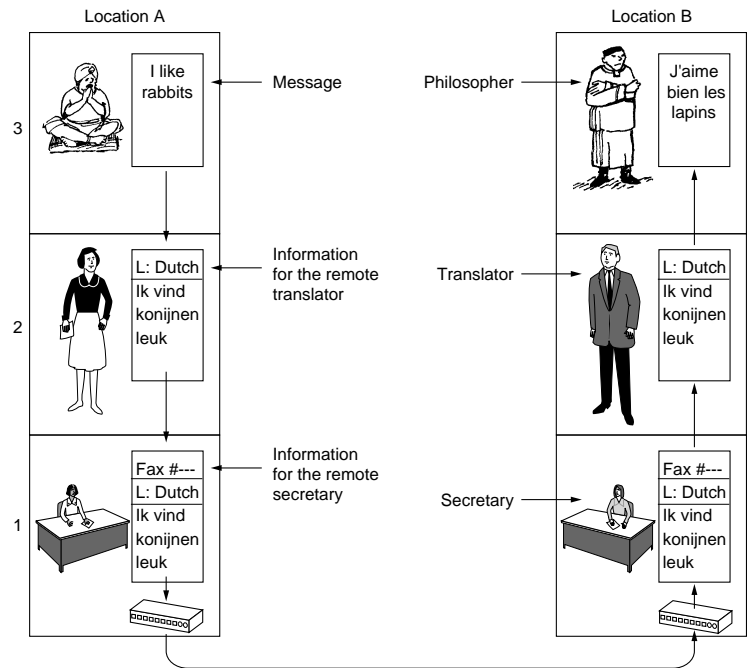 Location A
Location B
3
I like
rabbits
Message
Philosopher
J'aime
bien les
lapins
2
L: Dutch
Ik vind
konijnen
leuk
Information
for the remote
translator
Translator
L: Dutch
Ik vind
konijnen
leuk
1
Fax #---
L: Dutch
Ik vind
konijnen
leuk
Information
for the remote
secretary
Secretary
Fax #---
L: Dutch
Ik vind
konijnen
leuk